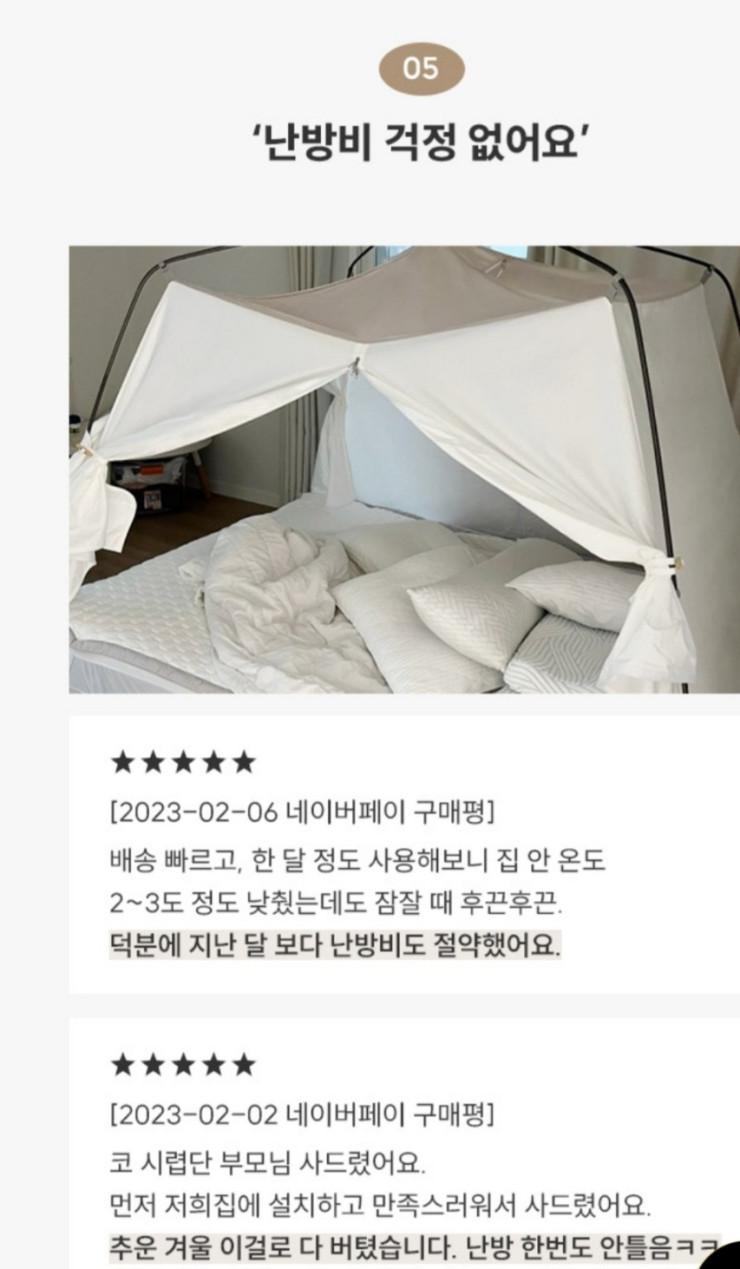 05
‘난방비 걱정 없어요’
★★★★★
[2023-02-06 네이버페이 구매평]
배송 빠르고, 한 달 정도 사용해보니 집 안 온도
2~3도 정도 낮췄는데도 잠잘 때 후끈후끈.
덕분에 지난 달 보다 난방비도 절약했어요.
★★★★★
[2023-02-02 네이버페이 구매평]
코 시렵단 부모님 사드렸어요.
먼저 저희집에 설치하고 만족스러워서 사드렸어요.
추운 겨울 이걸로 다 버텼습니다. 난방 한번도 안틀음ㅋㅋ